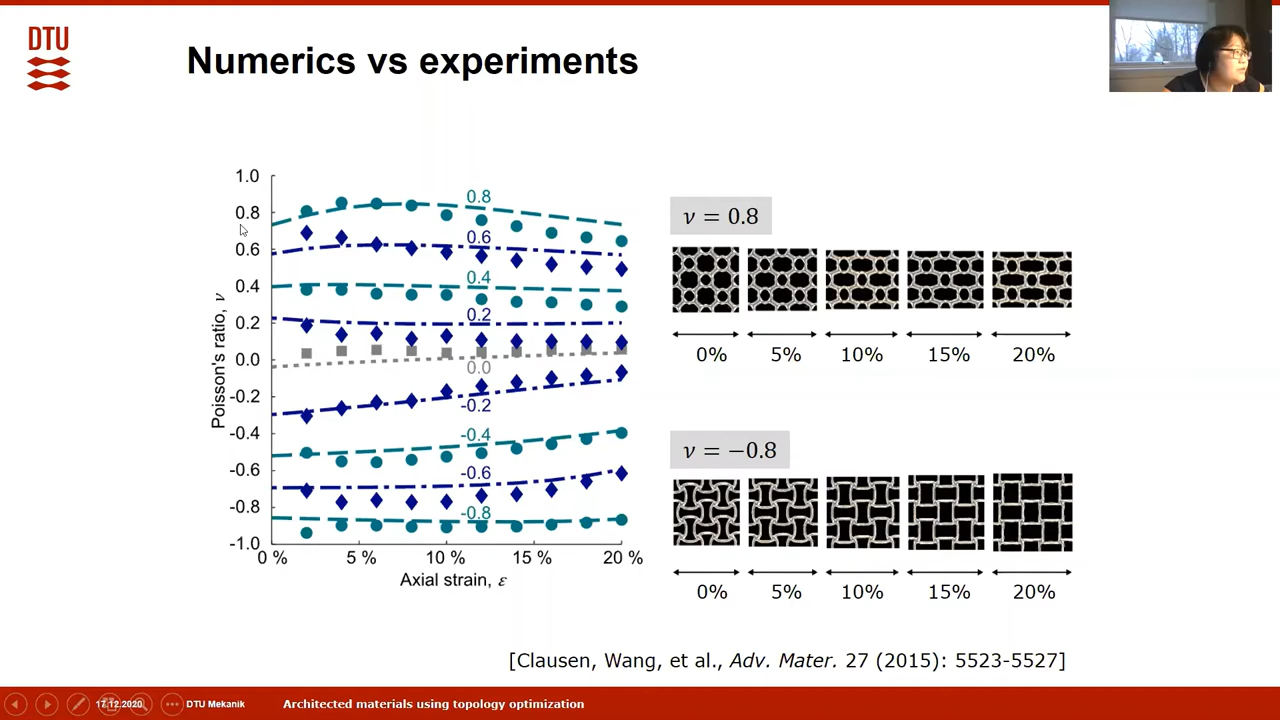 DTU
Numerics vs experiments
1.0
0.8
0.6
0.4
0.2
0.0
-0.2
-0.4
-0.6
-0.8
-1.0
Poisson's ratio, ν
0.8
0.6
0.4
0.2
0.0
-0.2
-0.4
-0.6
-0.8
0 % 5 % 10 % 15 % 20 %
Axial strain, ε
ν = 0.8
0% 5% 10% 15% 20%
ν = −0.8
0% 5% 10% 15% 20%
[Clausen, Wang, et al., Adv. Mater. 27 (2015): 5523-5527]
17.12.2020 DTU Mekanik Architected materials using topology optimization